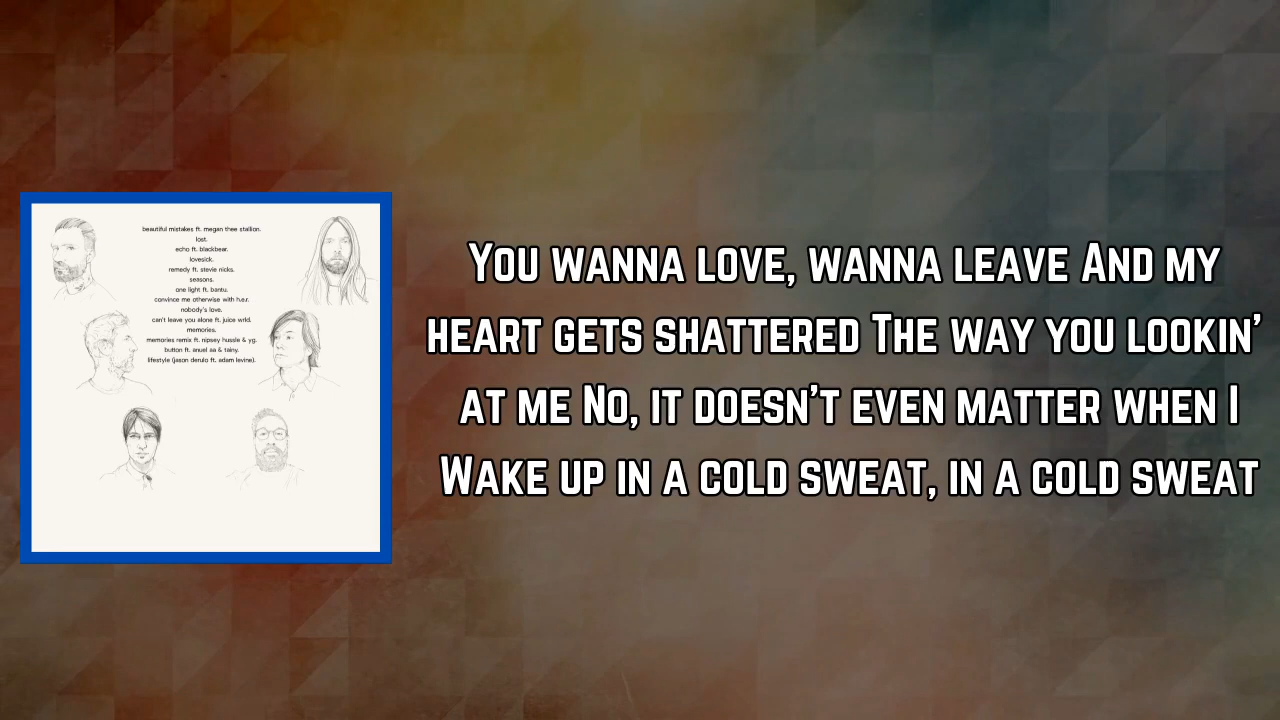 beautiful mistakes ft. megan thee stallion.
lost.
echo ft. blackbear.
lovesick.
remedy ft. stevie nicks.
seasons.
one light ft. bantu.
convince me otherwise with h.e.r.
nobody's love.
can't leave you alone ft. juice wrld.
memories.
memories remix ft. nipsey hussle & yg.
button ft. anuel aa & tainy.
lifestyle (jason derulo ft. adam levine).
You wanna love, wanna leave And my
heart gets shattered The way you lookin'
at me No, it doesn't even matter when I
Wake up in a cold sweat, in a cold sweat